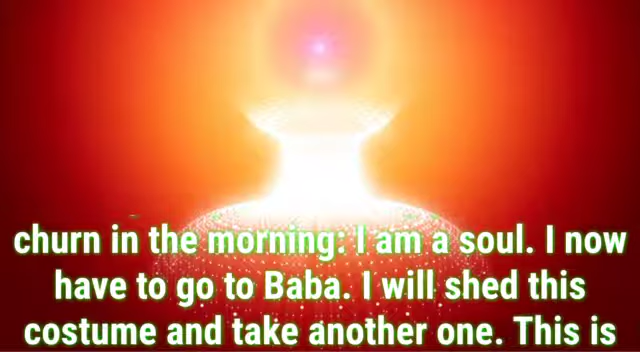 churn in the morning: I am a soul. I now
have to go to Baba. I will shed this
costume and take another one. This is